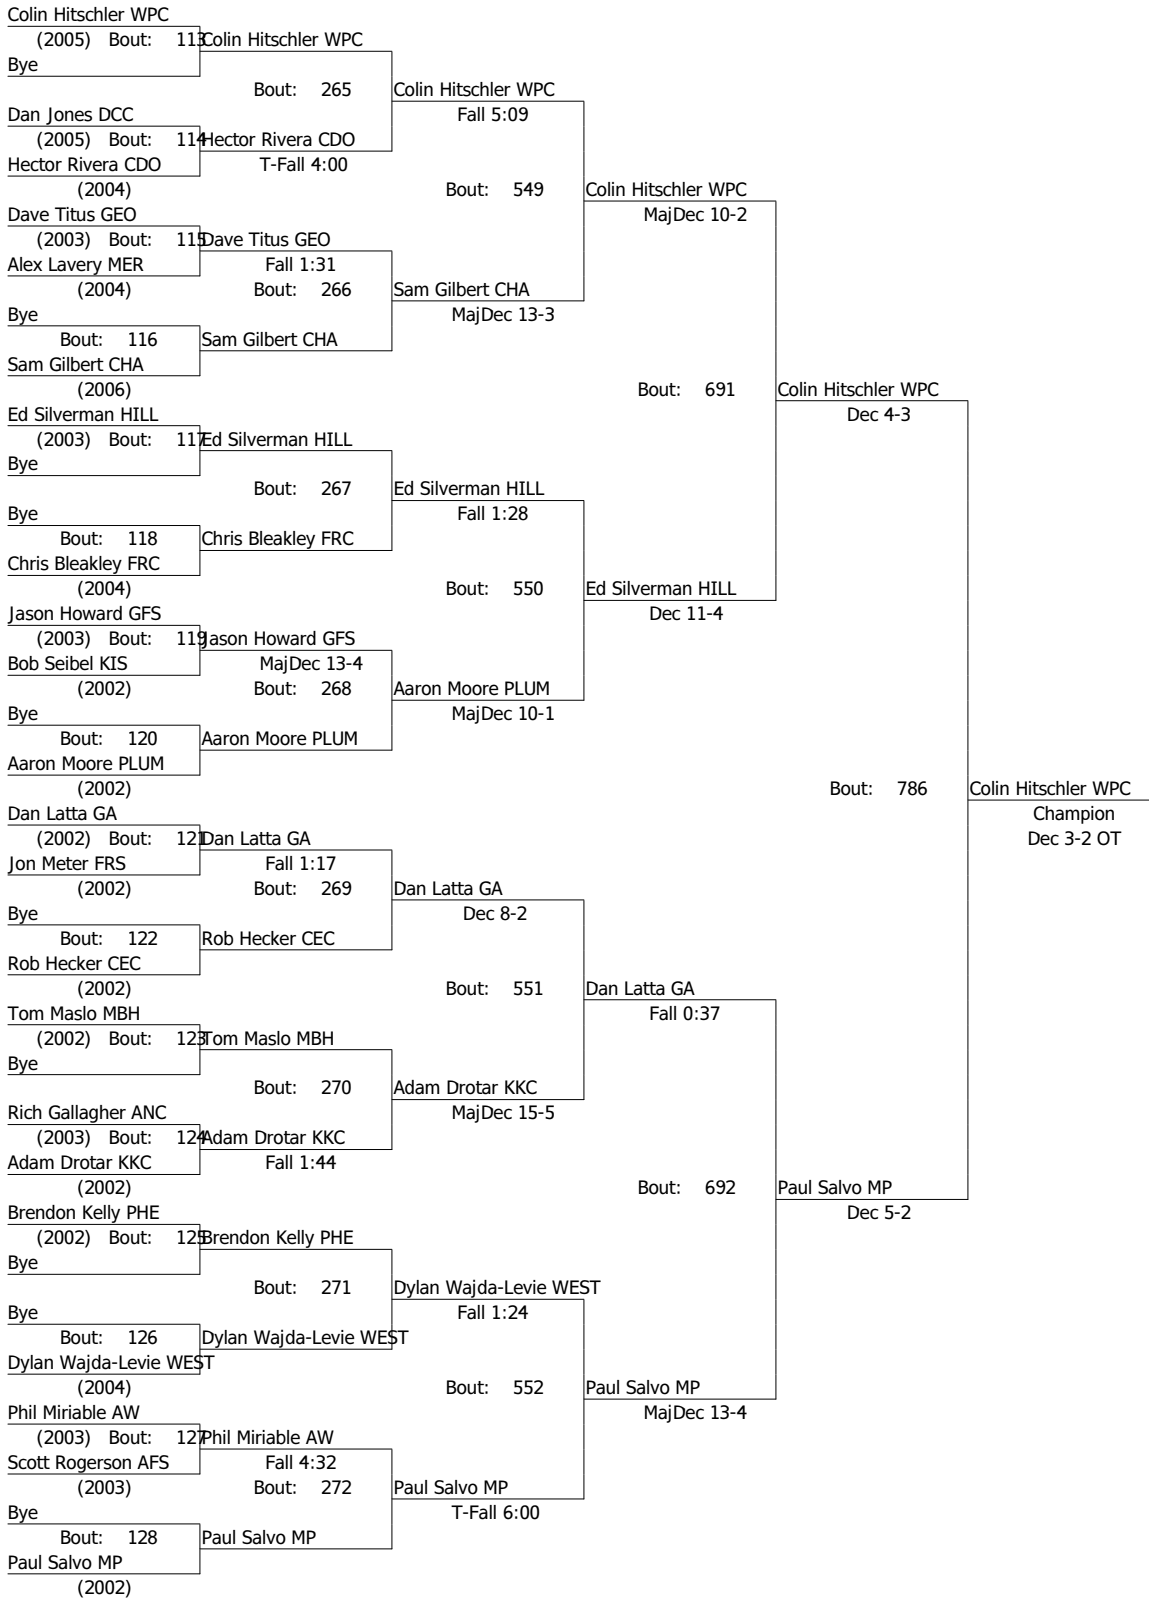 Colin Hitschler WPC
(2005) Bout: 113
Colin Hitschler WPC
Bye
Bout: 265
Colin Hitschler WPC
Fall 5:09
Dan Jones DCC
(2005) Bout: 114
Hector Rivera CDO
Hector Rivera CDO
T-Fall 4:00
(2004)
Bout: 549
Colin Hitschler WPC
MajDec 10-2
Dave Titus GEO
(2003) Bout: 115
Dave Titus GEO
Alex Lavery MER
Fall 1:31
(2004)
Bout: 266
Sam Gilbert CHA
MajDec 13-3
Bye
Bout: 116
Sam Gilbert CHA
Sam Gilbert CHA
(2006)
Bout: 691
Colin Hitschler WPC
Dec 4-3
Ed Silverman HILL
(2003) Bout: 117
Ed Silverman HILL
Bye
Bout: 267
Ed Silverman HILL
Fall 1:28
Bye
Bout: 118
Chris Bleakley FRC
Chris Bleakley FRC
(2004)
Bout: 550
Ed Silverman HILL
Dec 11-4
Jason Howard GFS
(2003) Bout: 119
Jason Howard GFS
Bob Seibel KIS
MajDec 13-4
(2002)
Bout: 268
Aaron Moore PLUM
MajDec 10-1
Bye
Bout: 120
Aaron Moore PLUM
Aaron Moore PLUM
(2002)
Bout: 786
Colin Hitschler WPC
Champion
Dec 3-2 OT
Dan Latta GA
(2002) Bout: 121
Dan Latta GA
Jon Meter FRS
Fall 1:17
(2002)
Bout: 269
Dan Latta GA
Dec 8-2
Bye
Bout: 122
Rob Hecker CEC
Rob Hecker CEC
(2002)
Bout: 551
Dan Latta GA
Fall 0:37
Tom Maslo MBH
(2002) Bout: 123
Tom Maslo MBH
Bye
Bout: 270
Adam Drotar KKC
MajDec 15-5
Rich Gallagher ANC
(2003) Bout: 124
Adam Drotar KKC
Adam Drotar KKC
Fall 1:44
(2002)
Bout: 692
Paul Salvo MP
Dec 5-2
Brendon Kelly PHE
(2002) Bout: 125
Brendon Kelly PHE
Bye
Bout: 271
Dylan Wajda-Levie WEST
Fall 1:24
Bye
Bout: 126
Dylan Wajda-Levie WEST
Dylan Wajda-Levie WEST
(2004)
Bout: 552
Paul Salvo MP
MajDec 13-4
Phil Miriable AW
(2003) Bout: 127
Phil Miriable AW
Scott Rogerson AFS
Fall 4:32
(2003)
Bout: 272
Paul Salvo MP
T-Fall 6:00
Bye
Bout: 128
Paul Salvo MP
Paul Salvo MP
(2002)